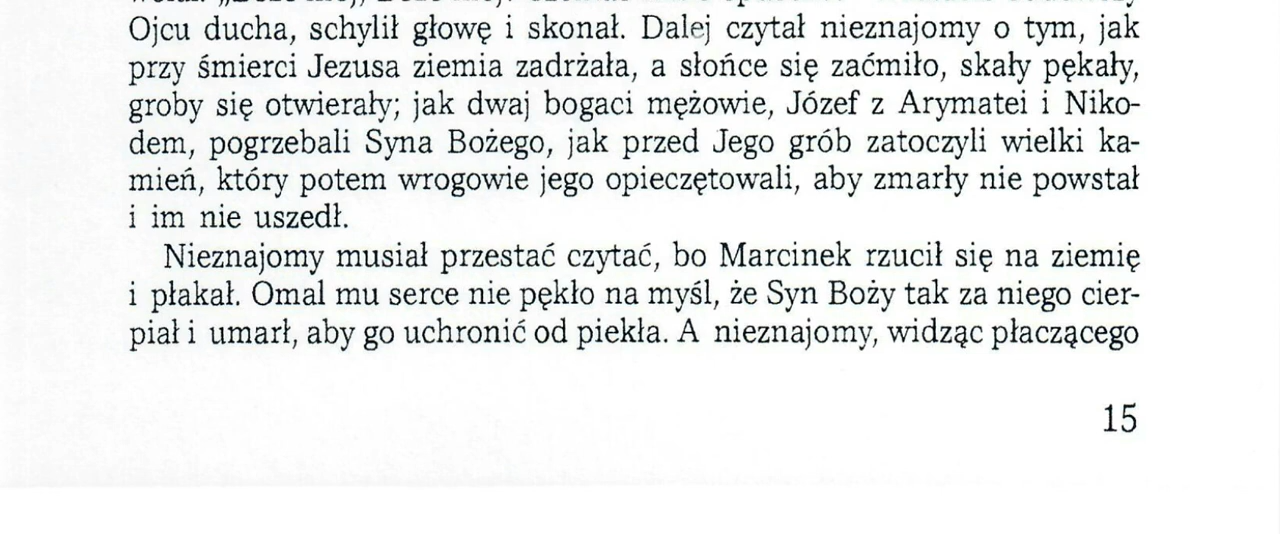 Ojcu ducha, schylił głowę i skonał. Dalej czytał nieznajomy o tym, jak
przy śmierci Jezusa ziemia zadrżała, a słońce się zaćmiło, skały pękały,
groby się otwierały; jak dwaj bogaci mężowie, Józef z Arymatei i Niko-
dem, pogrzebali Syna Bożego, jak przed Jego grób zatoczyli wielki ka-
mień, który potem wrogowie jego opieczętowali, aby zmarły nie powstał
i im nie uszedł.
Nieznajomy musiał przestać czytać, bo Marcinek rzucił się na ziemię
i płakał. Omal mu serce nie pękło na myśl, że Syn Boży tak za niego cier-
piał i umarł, aby go uchronić od piekła. A nieznajomy, widząc płaczącego
15